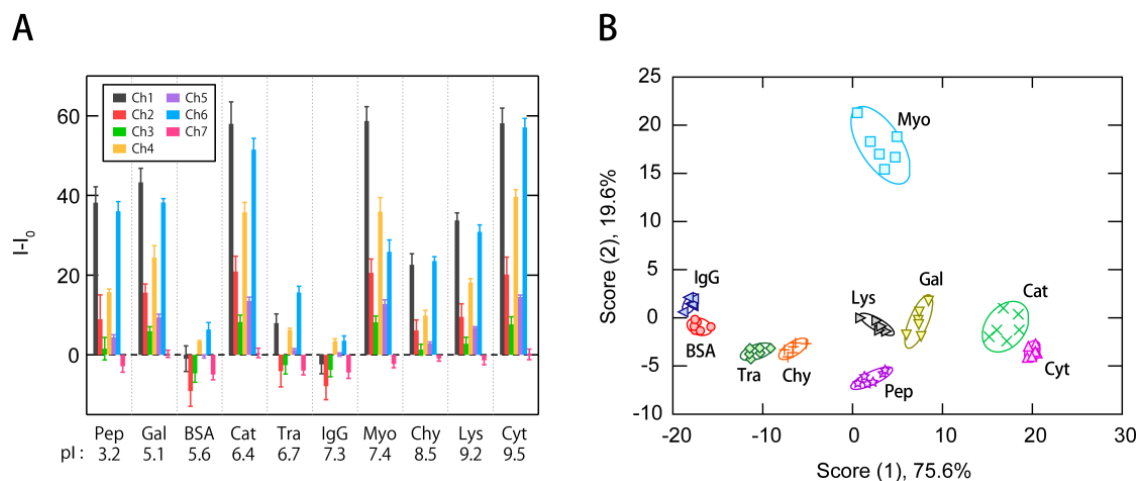 A
I-I0
60
40
20
0
Ch1 Ch5
Ch2 Ch6
Ch3 Ch7
Ch4
Pep Gal BSA Cat Tra IgG Myo Chy Lys Cyt
pI : 3.2 5.1 5.6 6.4 6.7 7.3 7.4 8.5 9.2 9.5
B
Score (2), 19.6%
25
20
15
10
5
0
-5
-10
Myo
IgG
Gal
Lys
Cat
BSA
Tra
Chy
Pep
Cyt
-20 -10 0 10 20 30
Score (1), 75.6%